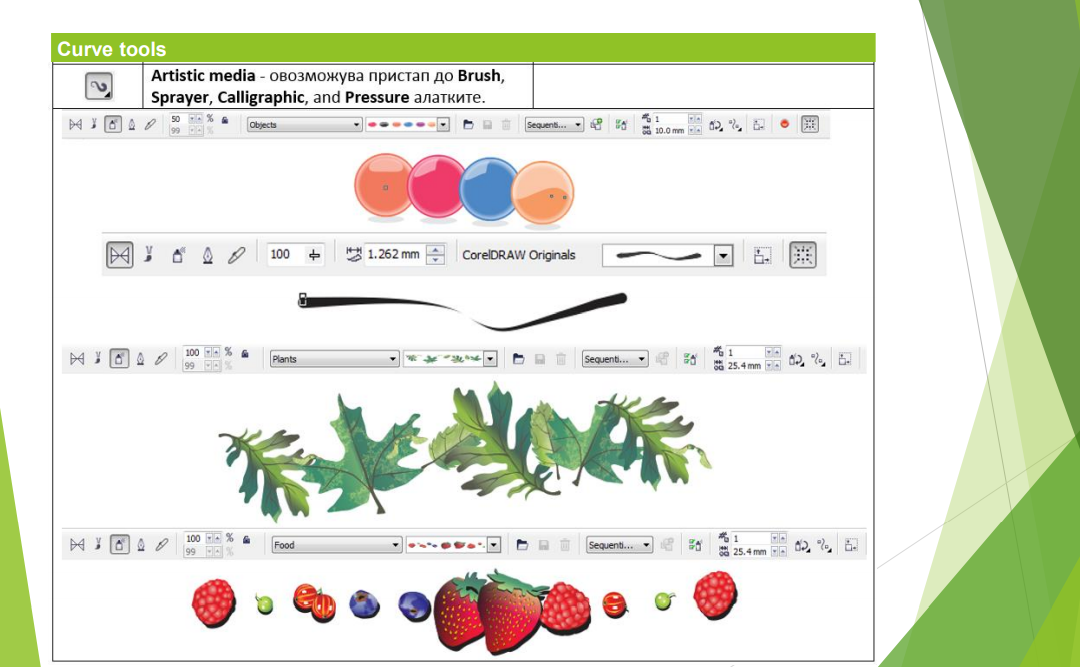 Curve tools
Artistic media - овозможува пристап до Brush,
Sprayer, Calligraphic, and Pressure алатките.
50 % Objects Sequenti... 1
99 % 10.0 mm
100 1.262 mm CorelDRAW Originals
100 % Plants Sequenti... 1
99 % 25.4 mm
100 % Food Sequenti... 1
99 % 25.4 mm